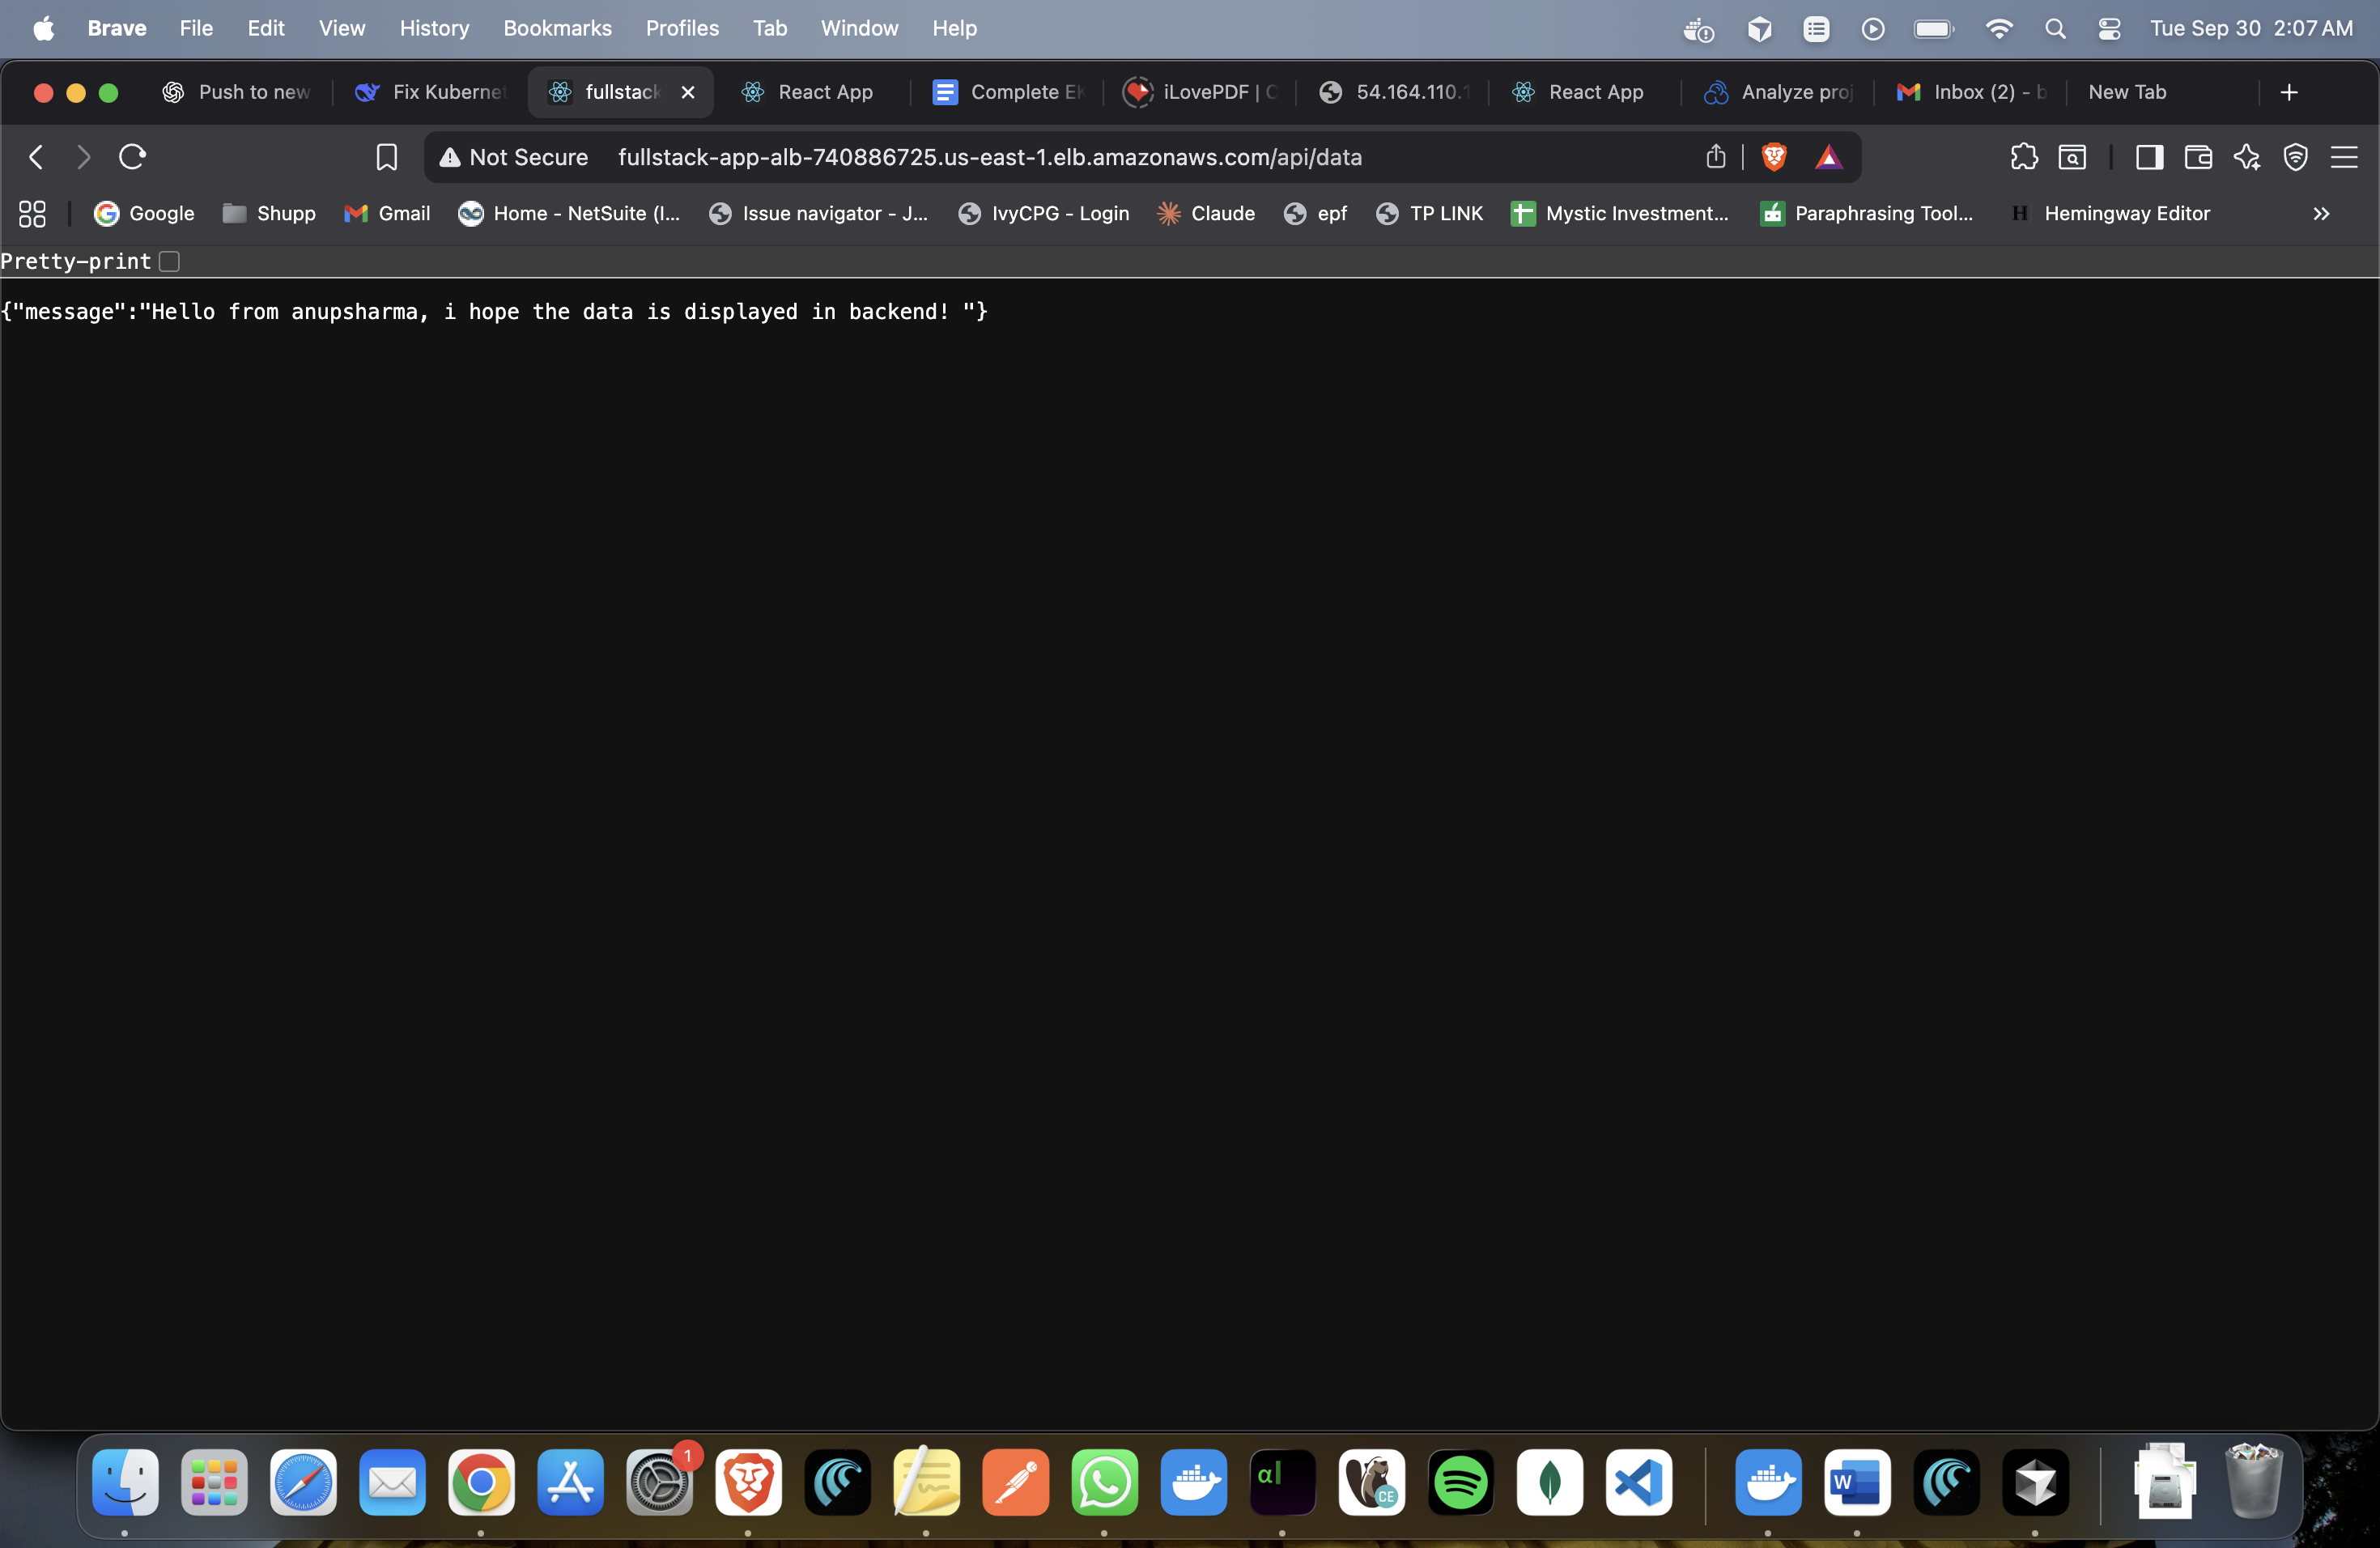 Brave File Edit View History Bookmarks Profiles Tab Window Help Tue Sep 30 2:07 AM
Push to new Fix Kubernet fullstack React App Complete EK iLovePDF | C 54.164.110.1 React App Analyze proj Inbox (2) - b New Tab
Not Secure fullstack-app-alb-740886725.us-east-1.elb.amazonaws.com/api/data
Google Shupp Gmail Home - NetSuite (I... Issue navigator - J... IvyCPG - Login Claude epf TP LINK Mystic Investment... Paraphrasing Tool... H Hemingway Editor
Pretty-print
{"message":"Hello from anupsharma, i hope the data is displayed in backend! "}
1
al
CE
W